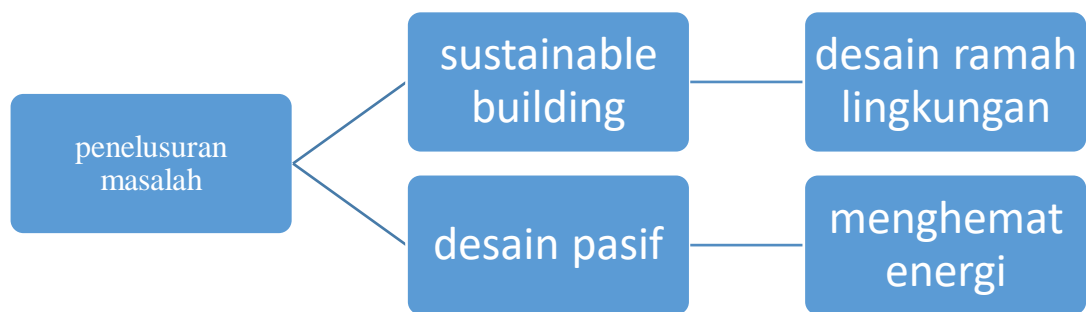 penelusuran
masalah
sustainable
building
desain ramah
lingkungan
desain pasif
menghemat
energi